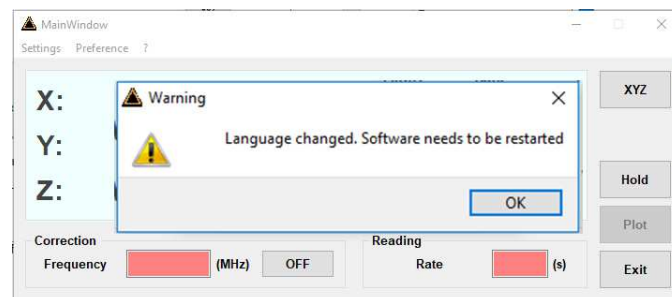 MainWindow
Settings Preference ?
X:
Y:
Z:
XYZ
Hold
Plot
Exit
Warning
Language changed. Software needs to be restarted
OK
Correction
Frequency (MHz) OFF
Reading
Rate (s)